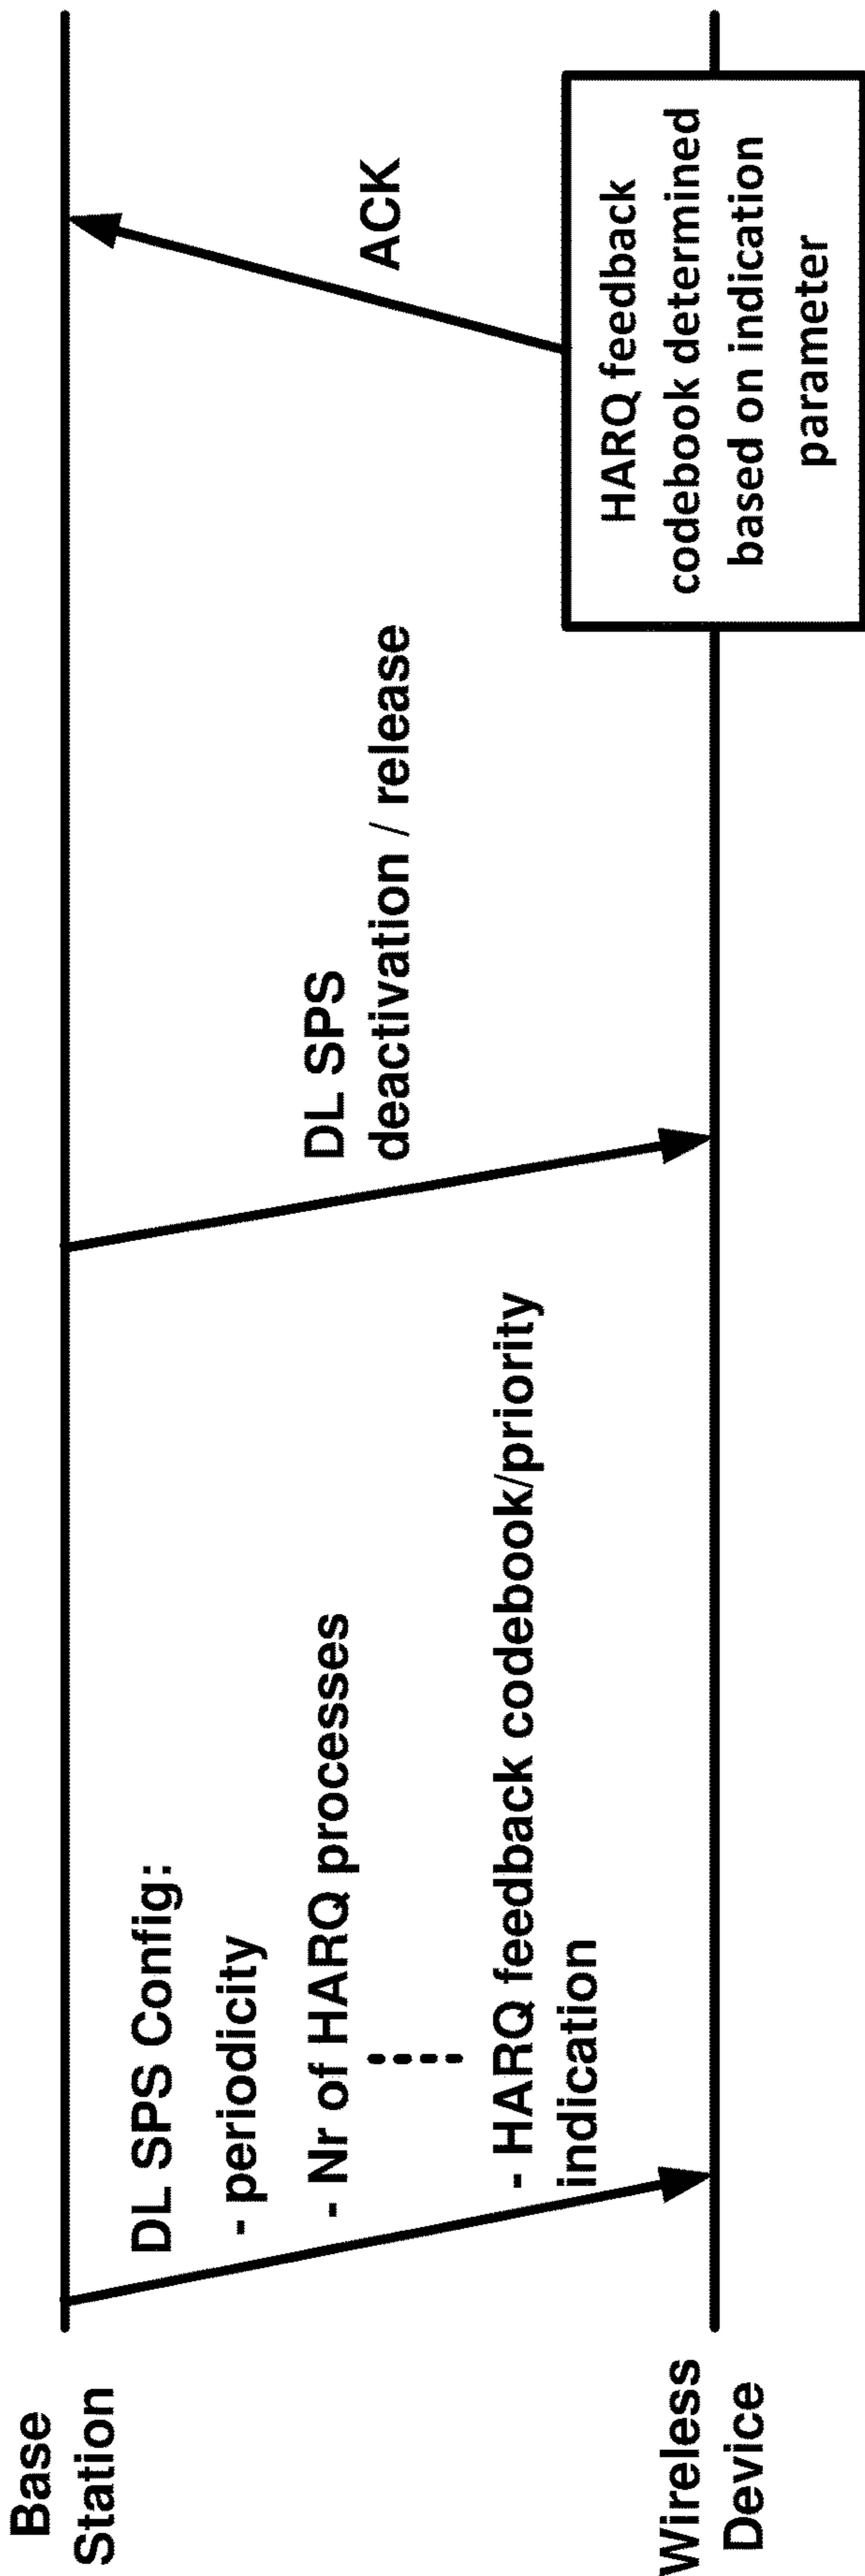 Base
Station
DL SPS Config:
- periodicity
- Nr of HARQ processes
- HARQ feedback codebook/priority
indication
DL SPS
deactivation / release
ACK
HARQ feedback
codebook determined
based on indication
parameter
Wireless
Device